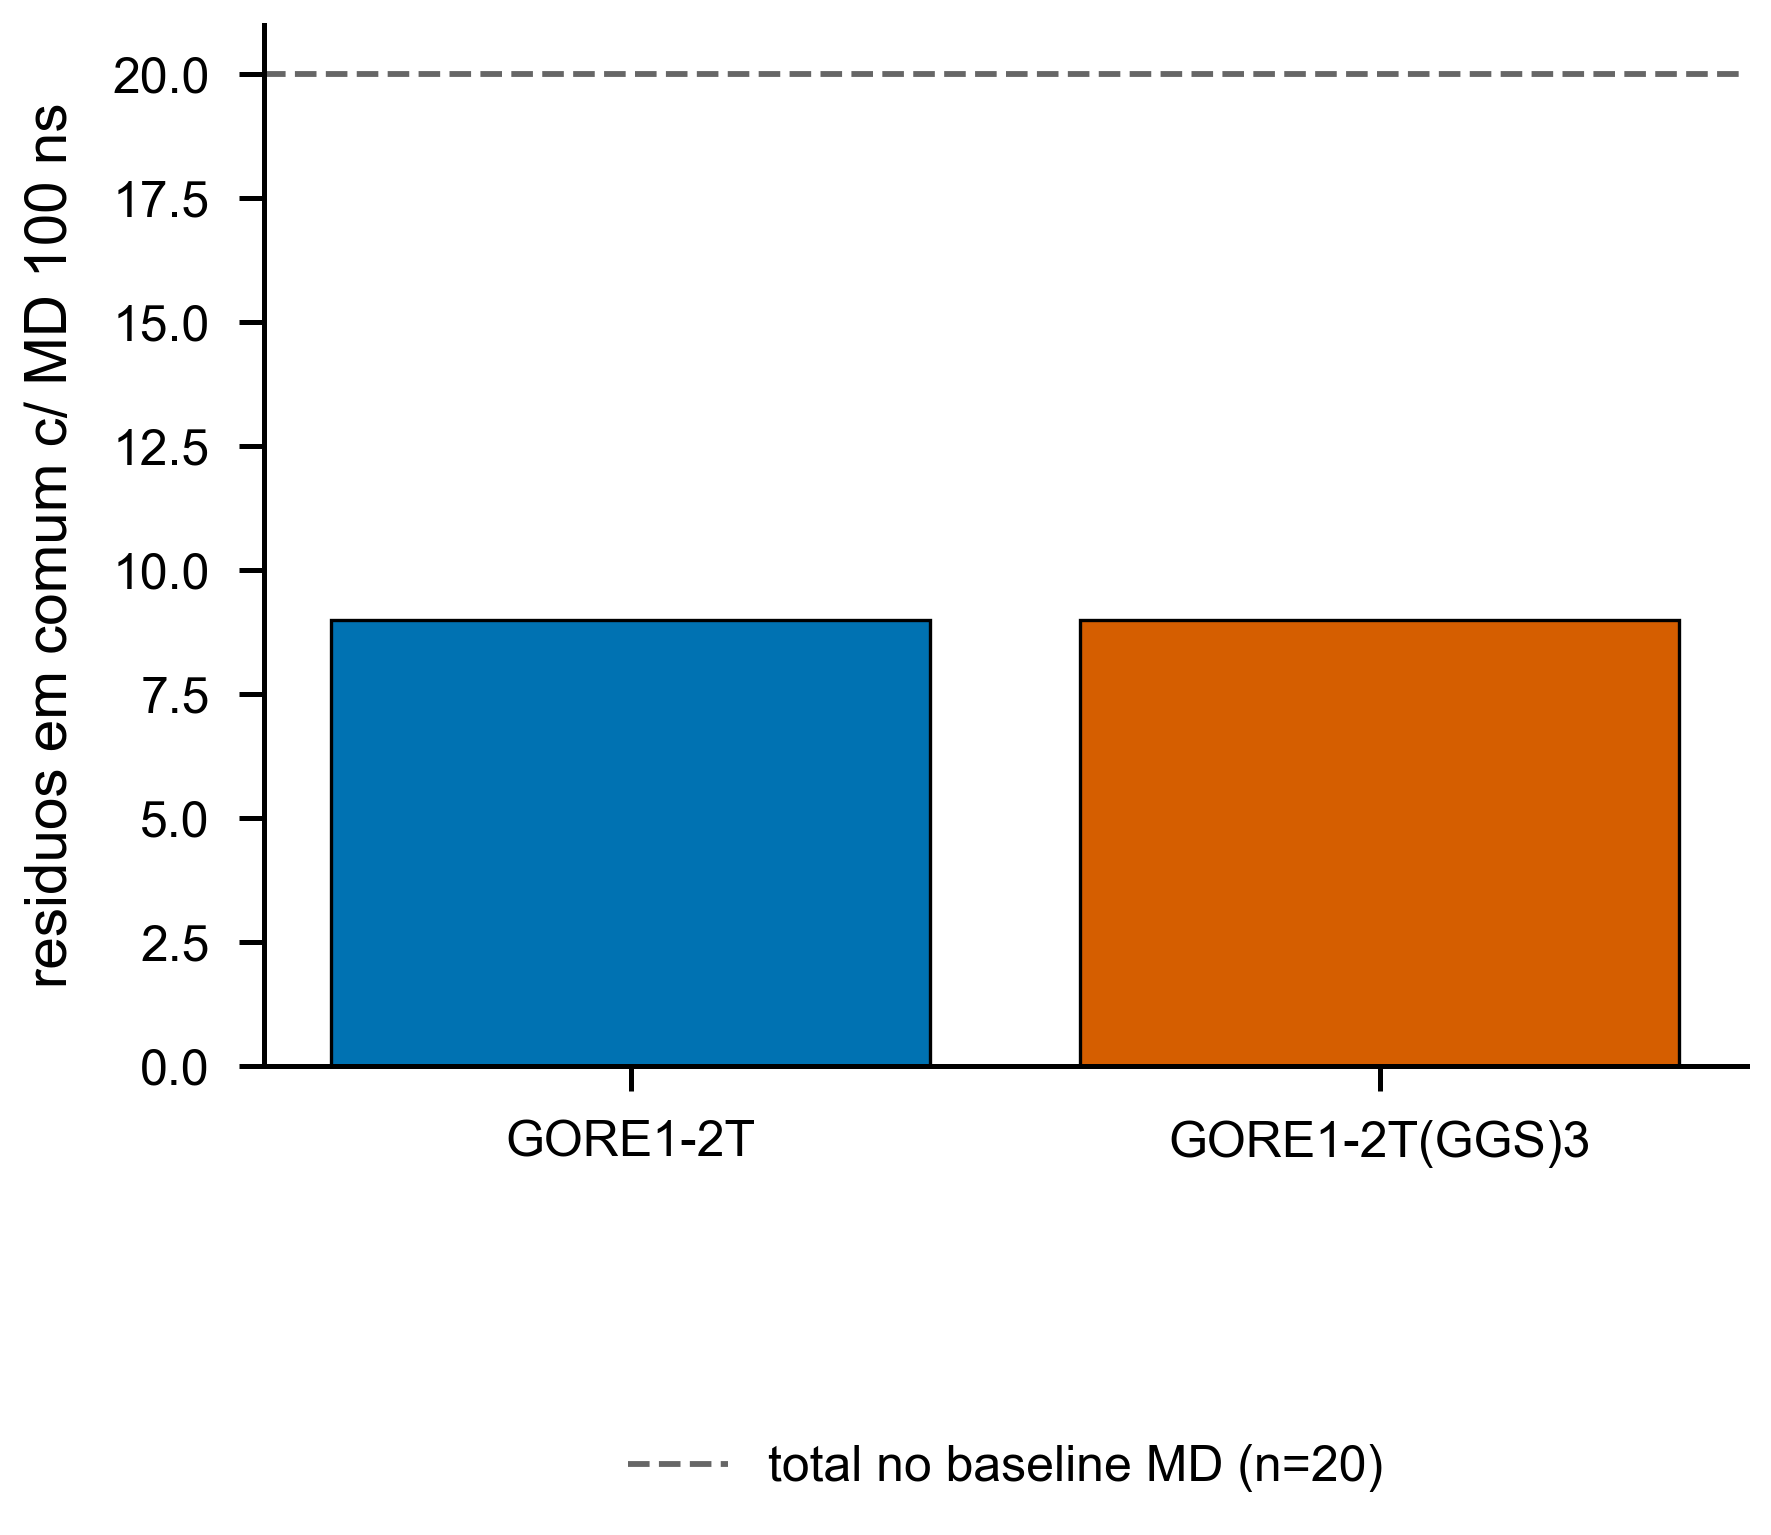 residuos em comum c/ MD 100 ns
20.0
17.5
15.0
12.5
10.0
7.5
5.0
2.5
0.0
GORE1-2T
GORE1-2T(GGS)3
total no baseline MD (n=20)